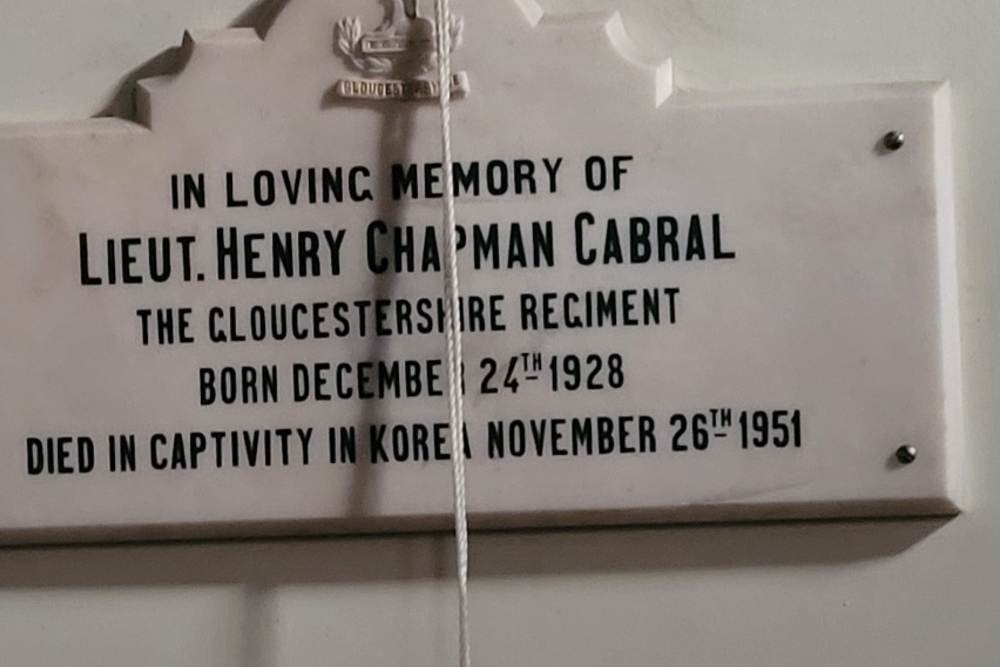 GLOUCESTERSHIRE
IN LOVING MEMORY OF
LIEUT. HENRY CHAPMAN CABRAL
THE GLOUCESTERSHIRE REGIMENT
BORN DECEMBER 24TH 1928
DIED IN CAPTIVITY IN KOREA NOVEMBER 26TH 1951